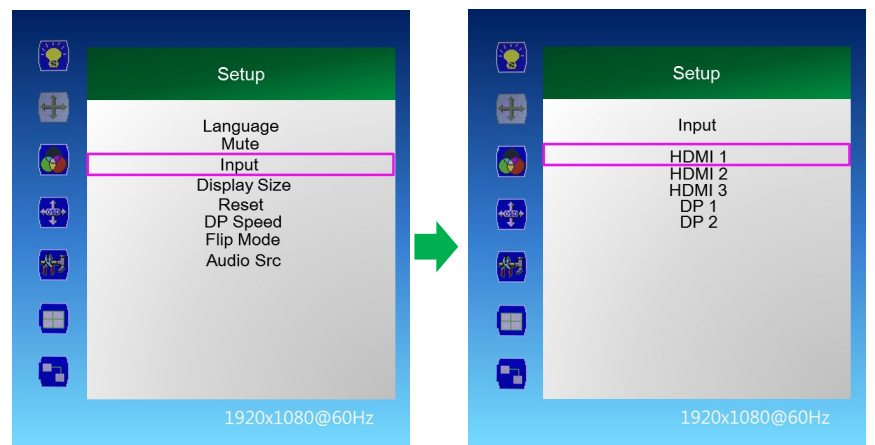 Setup
Language
Mute
Input
Display Size
Reset
DP Speed
Flip Mode
Audio Src
1920x1080@60Hz
Setup
Input
HDMI 1
HDMI 2
HDMI 3
DP 1
DP 2
1920x1080@60Hz